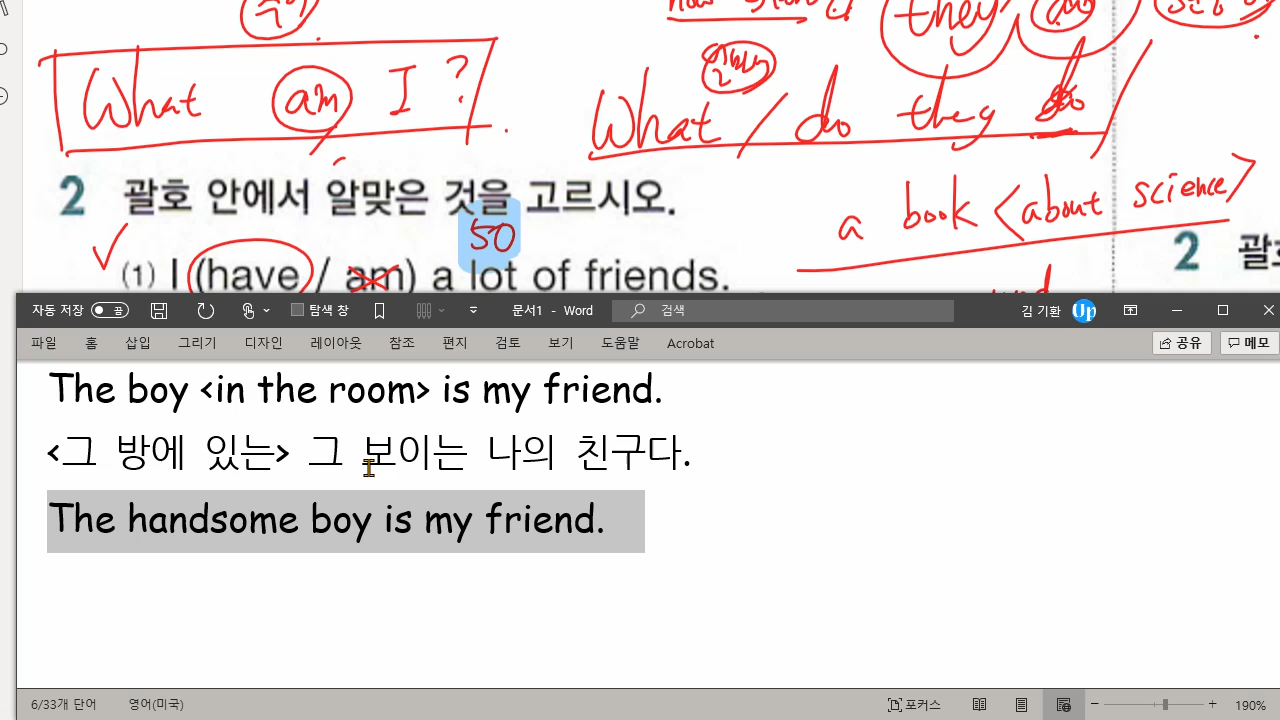 they do
What am I ?
What / do they do
2 괄호 안에서 알맞은 것을 고르시오.
a book <about science>
50
2
(1) I (have / am) a lot of friends.
자동 저장 끔 탐색 창 문서1 - Word 검색 김 기환 Up
파일 홈 삽입 그리기 디자인 레이아웃 참조 편지 검토 보기 도움말 Acrobat 공유 메모
The boy <in the room> is my friend.
<그 방에 있는> 그 보이는 나의 친구다.
The handsome boy is my friend.
6/33개 단어 영어(미국) 포커스 190%